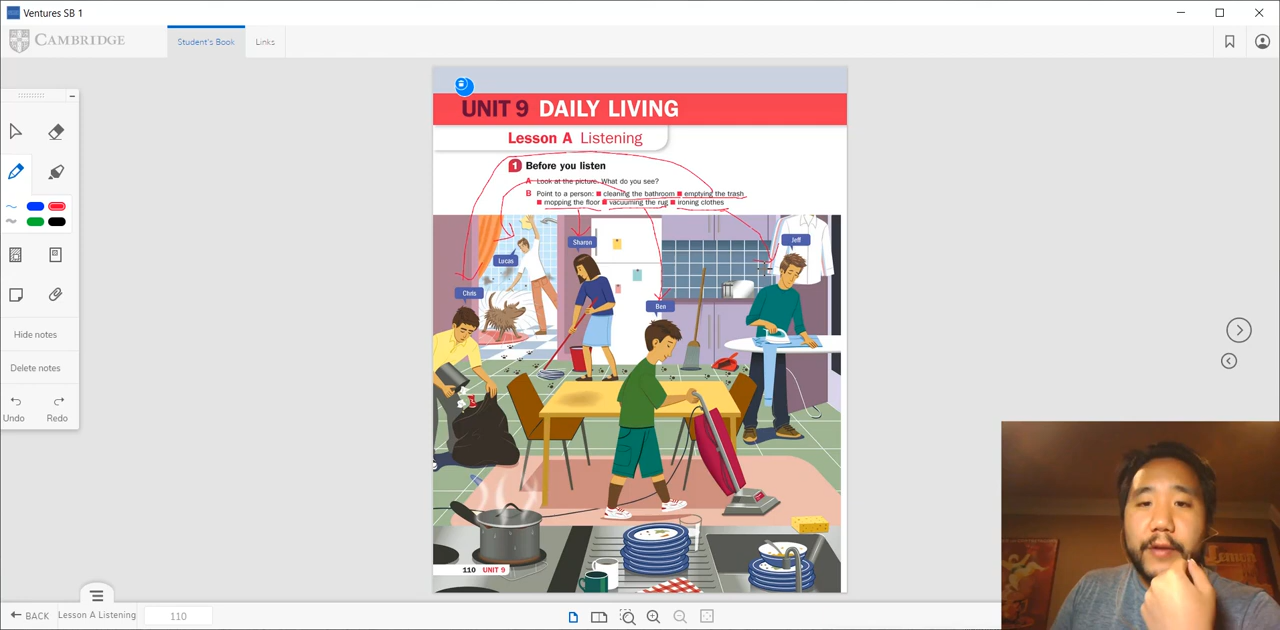 Ventures SB 1
CAMBRIDGE
Student's Book
Links
UNIT 9 DAILY LIVING
Lesson A Listening
1 Before you listen
A Look at the picture. What do you see?
B Point to a person: ■ cleaning the bathroom ■ emptying the trash
■ mopping the floor ■ vacuuming the rug ■ ironing clothes
Sharon
Jeff
Lucas
Chris
Ben
Hide notes
Delete notes
Undo
Redo
110 UNIT 9
BACK
Lesson A Listening
110